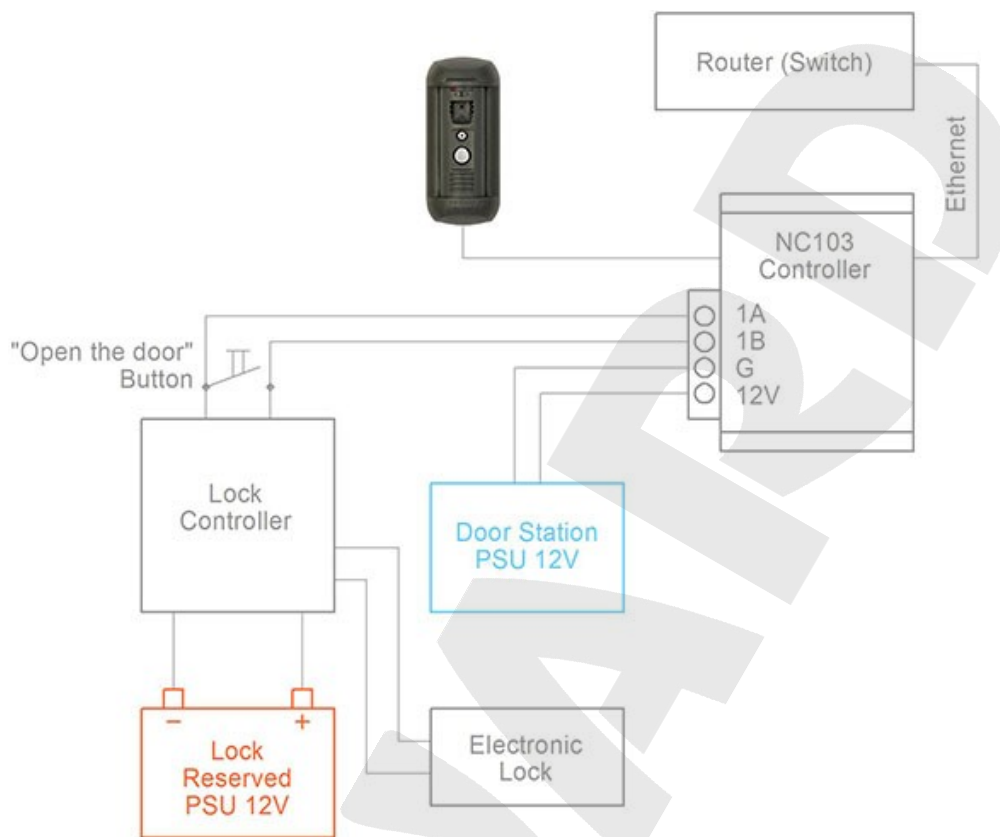 Router (Switch)
Ethernet
NC103
Controller
1A
1B
G
12V
"Open the door"
Button
Lock
Controller
Door Station
PSU 12V
- +
Lock
Reserved
PSU 12V
Electronic
Lock